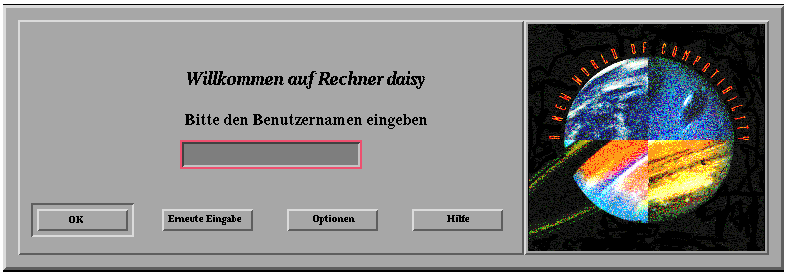 Willkommen auf Rechner daisy
Bitte den Benutzernamen eingeben
OK
Erneute Eingabe
Optionen
Hilfe
A NEW WORLD OF COMPATIBILITY